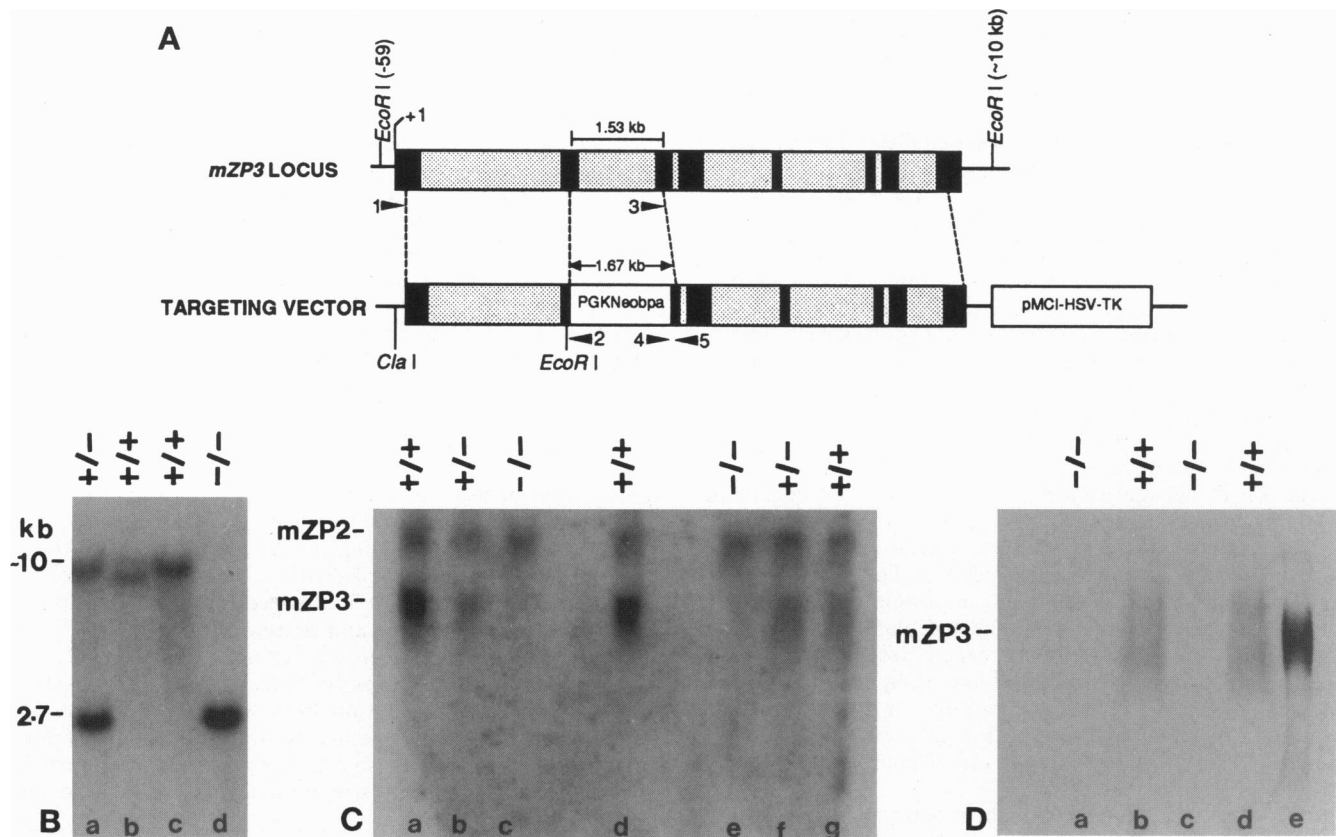 A
EcoR I (-59)
+1
EcoR I (~10 kb)
1.53 kb
mZP3 LOCUS
1
3
1.67 kb
TARGETING VECTOR
PGKNeobpa
pMCI-HSV-TK
2
4
5
Cla I
EcoR I
+/-
+/+
+/+
-/-
kb
-10-
2·7-
B
a
b
c
d
+/+
+/-
-/-
+/+
-/-
+/-
+/+
mZP2-
mZP3-
C
a
b
c
d
e
f
g
-/-
+/+
-/-
+/+
mZP3-
D
a
b
c
d
e